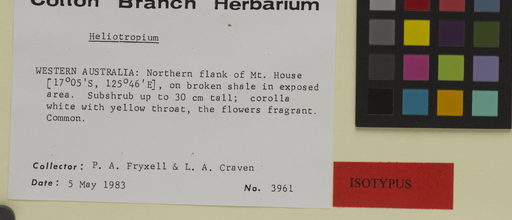 Cotton Branch Herbarium
Heliotropium
WESTERN AUSTRALIA: Northern flank of Mt. House
[17°05'S, 125°46'E], on broken shale in exposed
area. Subshrub up to 30 cm tall; corolla
white with yellow throat, the flowers fragrant.
Common.
Collector: P. A. Fryxell & L. A. Craven
Date: 5 May 1983 No. 3961
ISOTYPUS